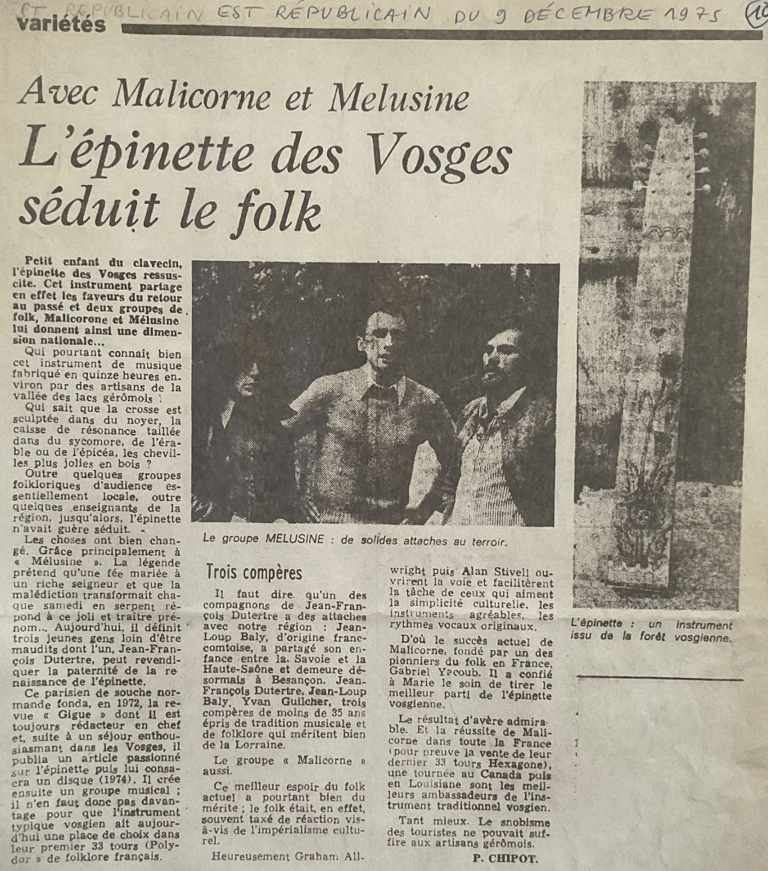 EST RÉPUBLICAIN DU 9 DÉCEMBRE 1975
10
variétés
Avec Malicorne et Melusine
L'épinette des Vosges
séduit le folk
Petit enfant du clavecin,
l'épinette des Vosges ressus-
cite. Cet instrument partage
en effet les faveurs du retour
au passé et deux groupes de
folk, Malicorone et Mélusine
lui donnent ainsi une dimen-
sion nationale...
Qui pourtant connaît bien
cet instrument de musique
fabriqué en quinze heures en-
viron par des artisans de la
vallée des lacs gérômois !
Qui sait que la crosse est
sculptée dans du noyer, la
caisse de résonance taillée
dans du sycomore, de l'éra-
ble ou de l'épicéa, les chevil-
les plus jolies en bois ?
Outre quelques groupes
folkloriques d'audience es-
sentiellement locale, outre
quelques enseignants de la
région, jusqu'alors, l'épinette
n'avait guère séduit.
Les choses ont bien chan-
gé. Grâce principalement à
« Mélusine ». La légende
prétend qu'une fée mariée à
un riche seigneur et que la
malédiction transformait cha-
que samedi en serpent ré-
pond à ce joli et traître pré-
nom... Aujourd'hui, il définit
trois jeunes gens loin d'être
maudits dont l'un, Jean-Fran-
çois Dutertre, peut revendi-
quer la paternité de la re-
naissance de l'épinette.
Ce parisien de souche nor-
mande fonda, en 1972, la re-
vue « Gigue » dont il est
toujours rédacteur en chef
et, suite à un séjour enthou-
siasmant dans les Vosges, il
publia un article passionné
sur l'épinette puis lui consa-
cra un disque (1974). Il crée
ensuite un groupe musical ;
il n'en faut donc pas davan-
tage pour que l'instrument
typique vosgien ait aujour-
d'hui une place de choix dans
leur premier 33 tours (Poly-
dor » de folklore français.
Le groupe MELUSINE : de solides attaches au terroir.
Trois compères
Il faut dire qu'un des
compagnons de Jean-Fran-
çois Dutertre a des attaches
avec notre région : Jean-
Loup Baly, d'origine franc-
comtoise, a partagé son en-
fance entre la Savoie et la
Haute-Saône et demeure dé-
sormais à Besançon. Jean-
François Dutertre, Jean-Loup
Baly, Yvan Guilcher, trois
compères de moins de 35 ans
épris de tradition musicale et
de folklore qui méritent bien
de la Lorraine.
Le groupe « Malicorne »
aussi.
Ce meilleur espoir du folk
actuel a pourtant bien du
mérite ; le folk était, en effet,
souvent taxé de réaction vis-
à-vis de l'impérialisme cultu-
rel.
Heureusement Graham All-
wright puis Alan Stivell ou-
vrirent la voie et facilitèrent
la tâche de ceux qui aiment
la simplicité culturelle, les
instruments agréables, les
rythmes vocaux originaux.
D'où le succès actuel de
Malicorne, fondé par un des
pionniers du folk en France,
Gabriel Yacoub. Il a confié
à Marie le soin de tirer le
meilleur parti de l'épinette
vosgienne.
Le résultat d'avère admira-
ble. Et la réussite de Mali-
corne dans toute la France
(pour preuve la vente de leur
dernier 33 tours Hexagone),
une tournée au Canada puis
en Louisiane sont les meil-
leurs ambassadeurs de l'ins-
trument traditionnel vosgien.
Tant mieux. Le snobisme
des touristes ne pouvait suf-
fire aux artisans gérômois.
P. CHIPOT.
L'épinette : un instrument
issu de la forêt vosgienne.